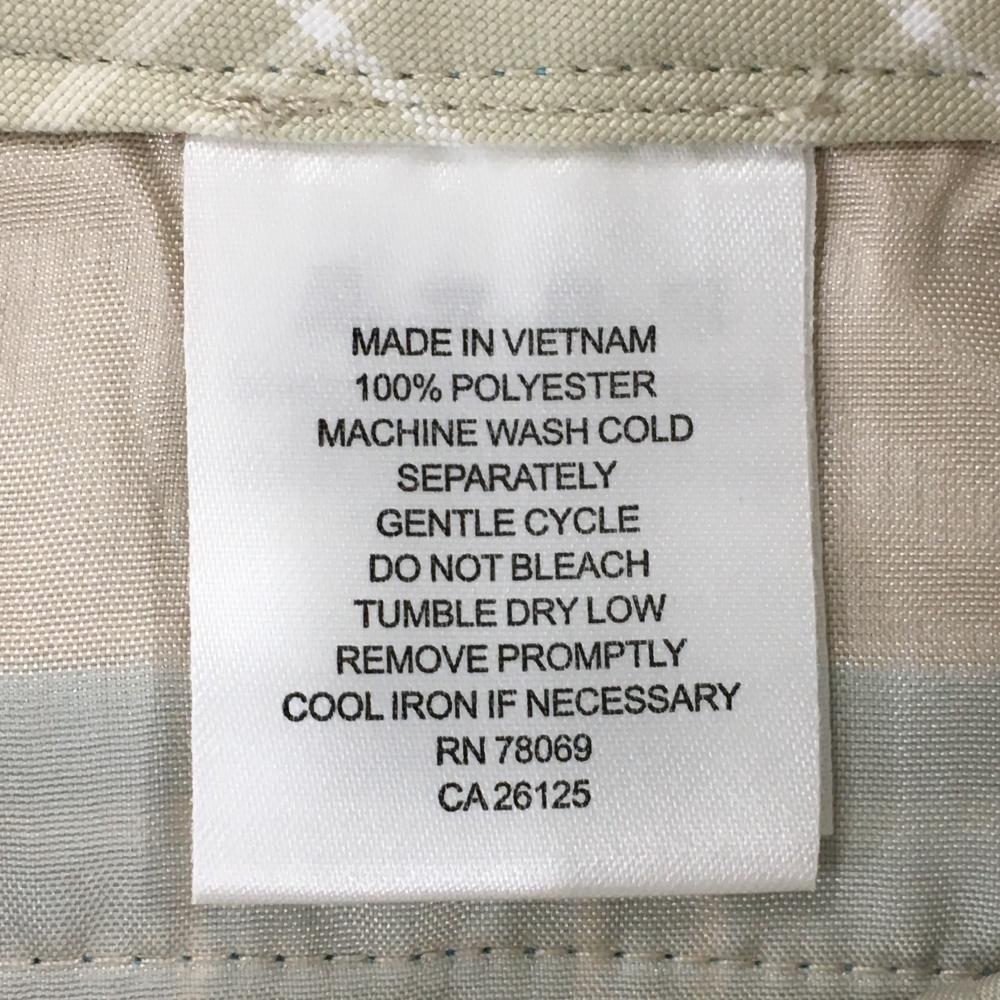 MADE IN VIETNAM
100% POLYESTER
MACHINE WASH COLD
SEPARATELY
GENTLE CYCLE
DO NOT BLEACH
TUMBLE DRY LOW
REMOVE PROMPTLY
COOL IRON IF NECESSARY
RN 78069
CA 26125